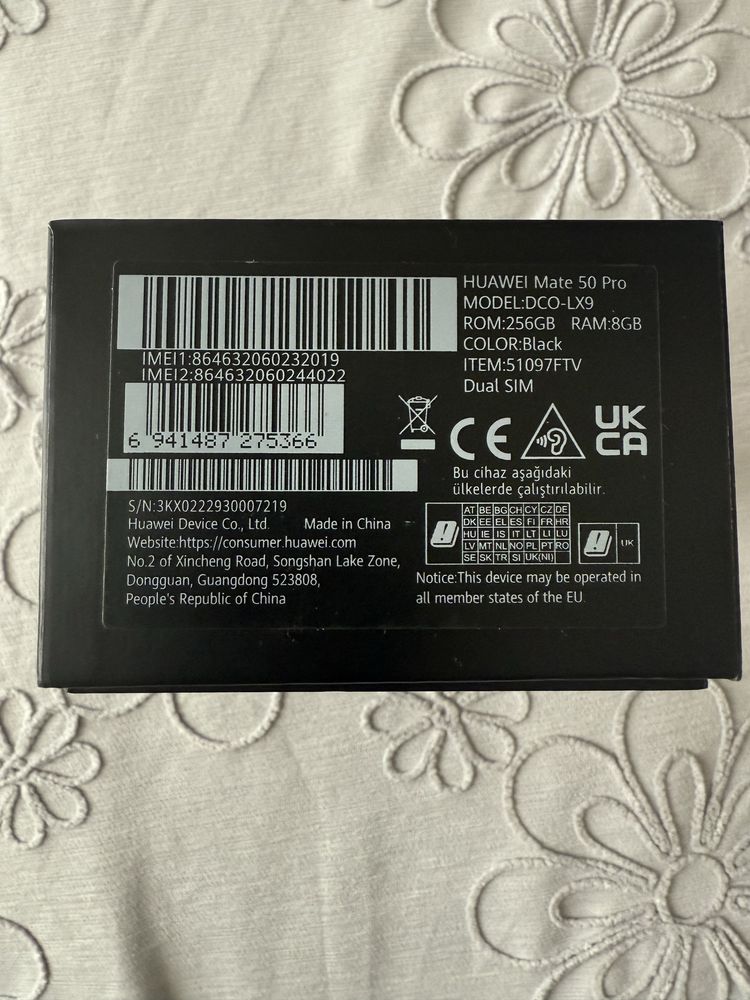 HUAWEI Mate 50 Pro
MODEL:DCO-LX9
ROM:256GB RAM:8GB
COLOR:Black
ITEM:51097FTV
Dual SIM
IMEI1:864632060232019
IMEI2:864632060244022
6 941487 275366
S/N:3KX0222930007219
Huawei Device Co., Ltd. Made in China
Website:https://consumer.huawei.com
No.2 of Xincheng Road, Songshan Lake Zone,
Dongguan, Guangdong 523808,
People's Republic of China
CE
UK
CA
Bu cihaz aşağıdaki
ülkelerde çalıştırılabilir.
AT BE BG CH CY CZ DE
DK EE EL ES FI FR HR
HU IE IS IT LT LI LU
LV MT NL NO PL PT RO
SE SK TR SI UK(NI)
UK
Notice:This device may be operated in
all member states of the EU.